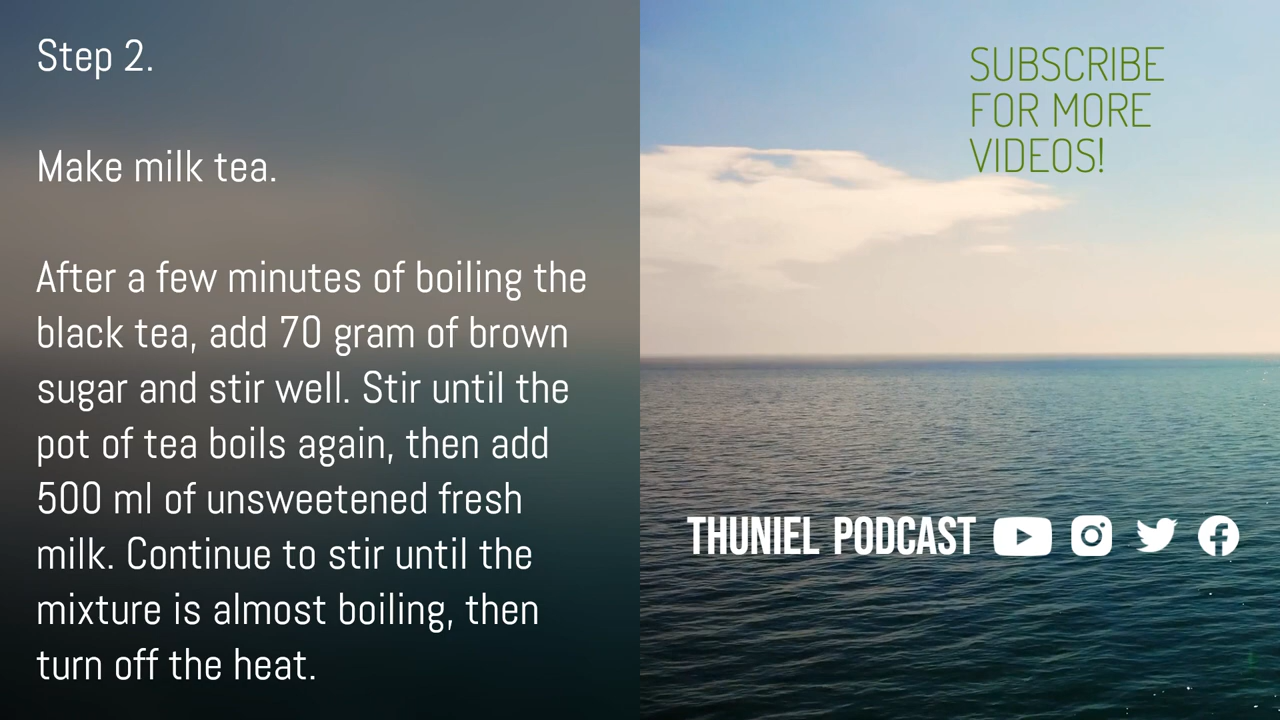 Step 2.
Make milk tea.
After a few minutes of boiling the
black tea, add 70 gram of brown
sugar and stir well. Stir until the
pot of tea boils again, then add
500 ml of unsweetened fresh
milk. Continue to stir until the
mixture is almost boiling, then
turn off the heat.
SUBSCRIBE
FOR MORE
VIDEOS!
THUNIEL PODCAST